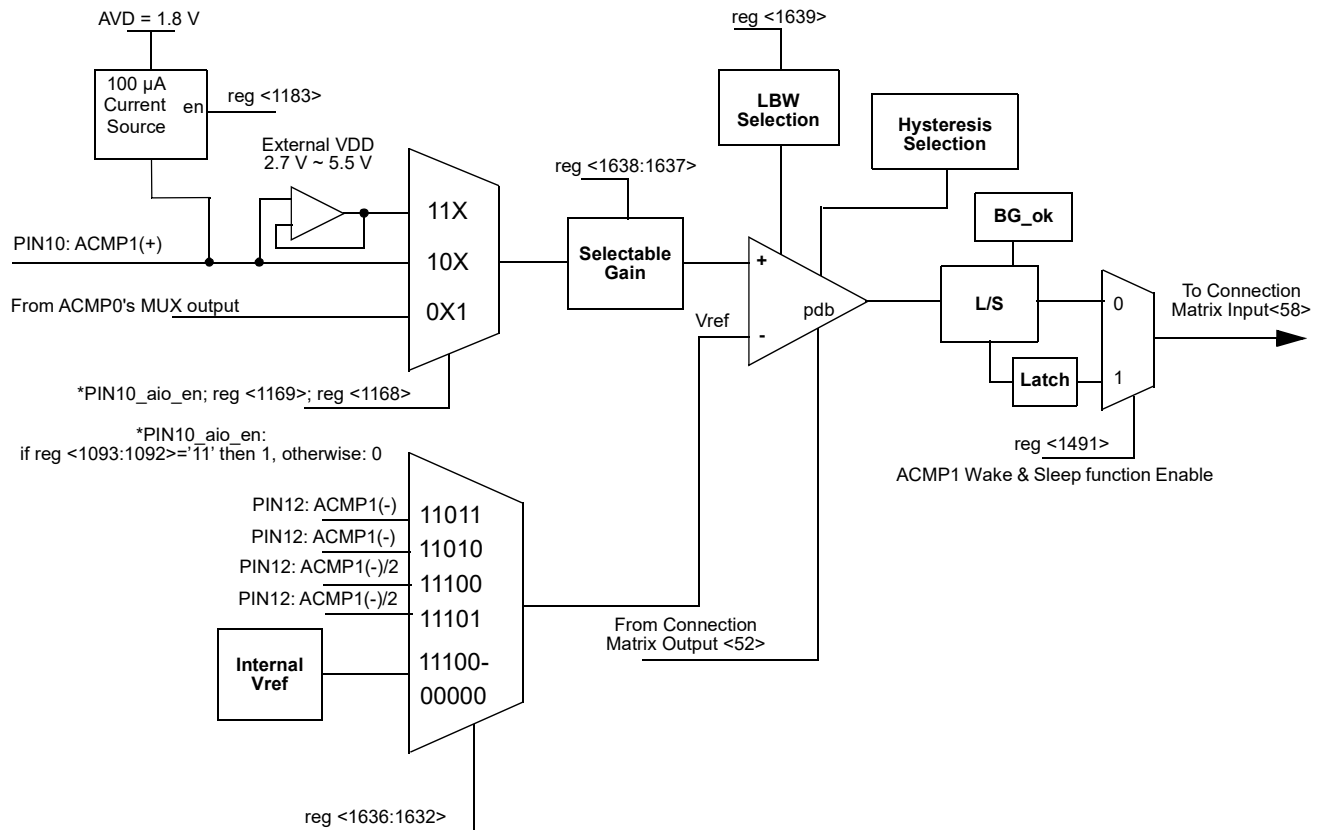 AVD = 1.8 V
reg <1639>
100 µA
Current
Source
en
reg <1183>
LBW
Selection
Hysteresis
Selection
External VDD
2.7 V ~ 5.5 V
reg <1638:1637>
11X
BG_ok
PIN10: ACMP1(+)
10X
Selectable
Gain
+
From ACMP0's MUX output
0X1
Vref
-
pdb
L/S
0
To Connection
Matrix Input<58>
Latch
1
*PIN10_aio_en; reg <1169>; reg <1168>
*PIN10_aio_en:
if reg <1093:1092>='11' then 1, otherwise: 0
reg <1491>
ACMP1 Wake & Sleep function Enable
PIN12: ACMP1(-)
11011
PIN12: ACMP1(-)
11010
PIN12: ACMP1(-)/2
11100
PIN12: ACMP1(-)/2
11101
From Connection
Matrix Output <52>
Internal
Vref
11100-
00000
reg <1636:1632>